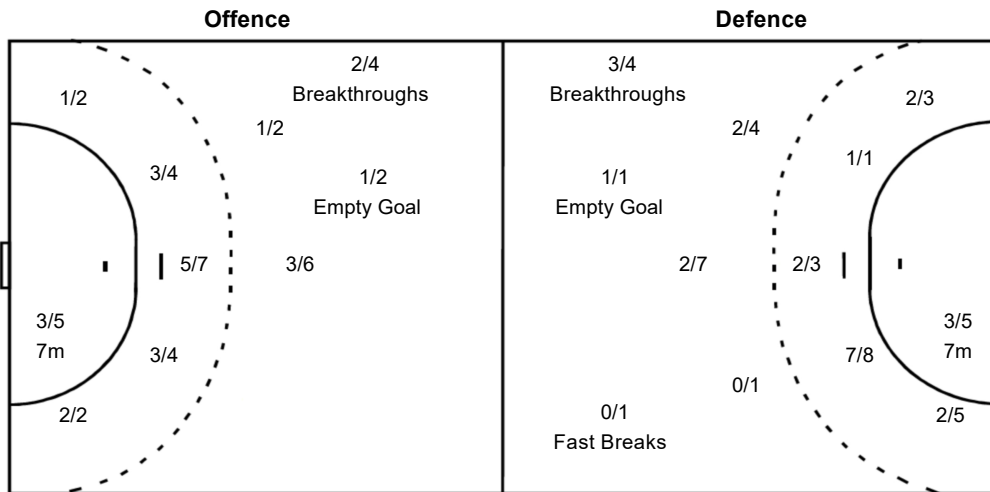 Offence
Defence
2/4
Breakthroughs
3/4
Breakthroughs
1/2
2/3
1/2
2/4
3/4
1/1
1/2
Empty Goal
1/1
Empty Goal
5/7
3/6
2/7
2/3
3/5
7m
3/5
7m
3/4
7/8
0/1
2/2
0/1
Fast Breaks
2/5